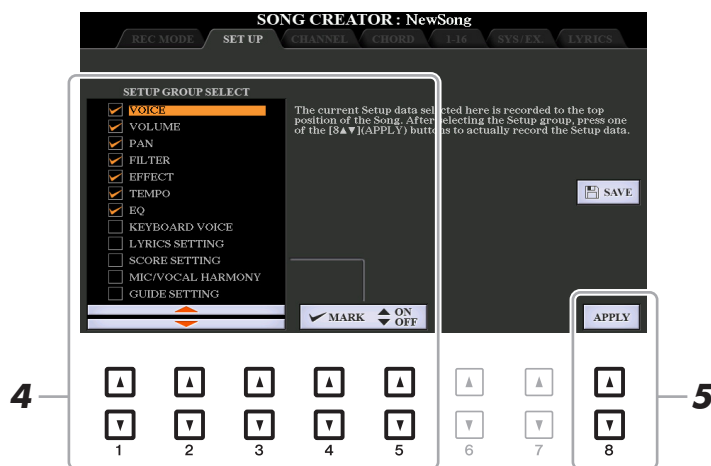 SONG CREATOR : NewSong
REC MODE SET UP CHANNEL CHORD 1-16 SYS/EX. LYRICS
SETUP GROUP SELECT
VOICE
VOLUME
PAN
FILTER
EFFECT
TEMPO
EQ
KEYBOARD VOICE
LYRICS SETTING
SCORE SETTING
MIC/VOCAL HARMONY
GUIDE SETTING
The current Setup data selected here is recorded to the top
position of the Song. After selecting the Setup group, press one
of the [8▲▼](APPLY) buttons to actually record the Setup data.
SAVE
MARK ON
OFF
APPLY
4
5
1 2 3 4 5 6 7 8